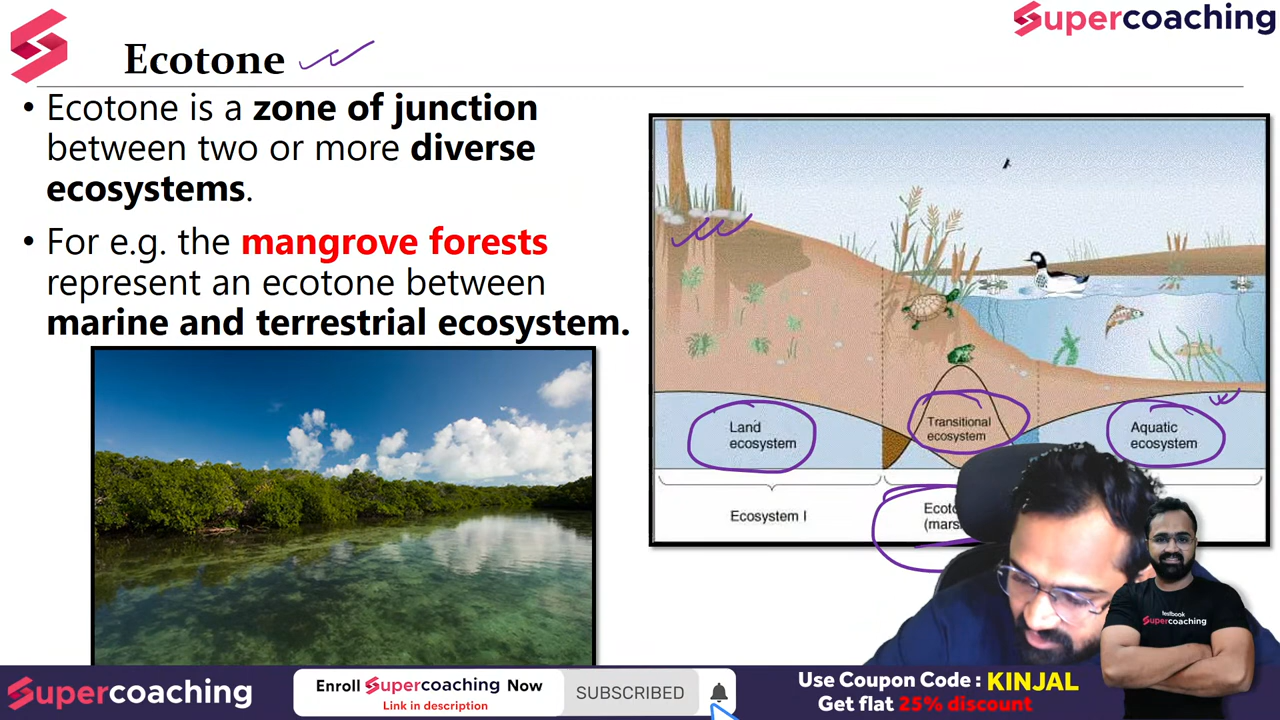 Supercoaching
Ecotone
• Ecotone is a zone of junction
between two or more diverse
ecosystems.
• For e.g. the mangrove forests
represent an ecotone between
marine and terrestrial ecosystem.
Land
ecosystem
Transitional
ecosystem
Aquatic
ecosystem
Ecosystem I
testbook
Supercoaching
Supercoaching
Enroll Supercoaching Now
Link in description
SUBSCRIBED
Use Coupon Code : KINJAL
Get flat 25% discount